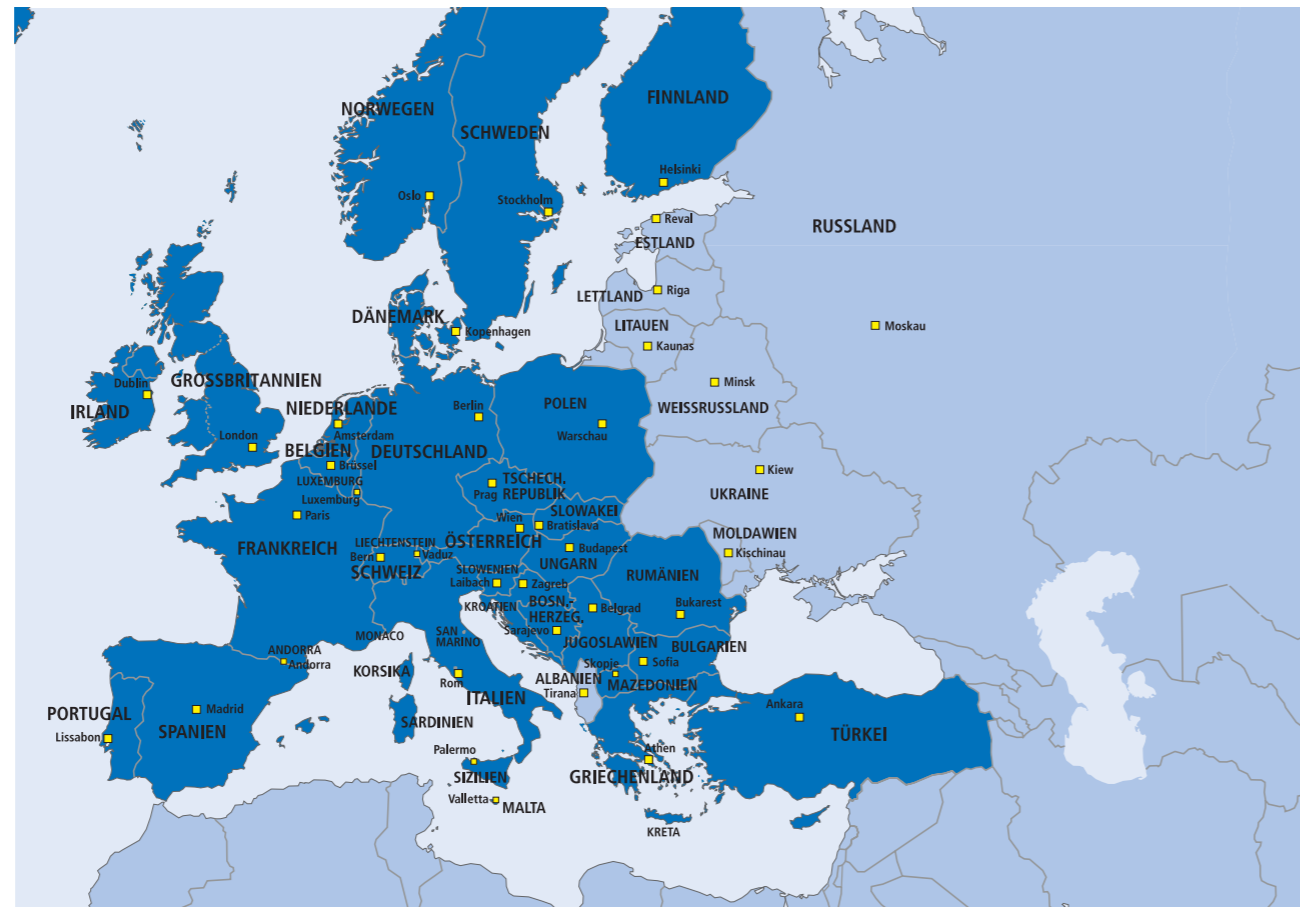 FINNLAND
NORWEGEN
SCHWEDEN
Helsinki
Oslo
Stockholm
Reval
RUSSLAND
ESTLAND
Riga
LETTLAND
DÄNEMARK
LITAUEN
Moskau
Kopenhagen
Kaunas
GROSSBRITANNIEN
Minsk
Dublin
IRLAND
NIEDERLANDE
Berlin
POLEN
WEISSRUSSLAND
London
Amsterdam
Warschau
BELGIEN
DEUTSCHLAND
Brüssel
Kiew
LUXEMBURG
TSCHECH.
REPUBLIK
Prag
UKRAINE
Luxemburg
Paris
SLOWAKEI
Wien
Bratislava
MOLDAWIEN
LIECHTENSTEIN
ÖSTERREICH
FRANKREICH
Budapest
Kischinau
Bern
Vaduz
SCHWEIZ
UNGARN
SLOWENIEN
RUMÄNIEN
Laibach
Zagreb
KROATIEN
BOSN.-
HERZEG.
Belgrad
Bukarest
Sarajevo
MONACO
SAN
MARINO
JUGOSLAWIEN
BULGARIEN
ANDORRA
Andorra
KORSIKA
Skopje
Sofia
Rom
ALBANIEN
MAZEDONIEN
Tirana
ITALIEN
PORTUGAL
Madrid
Ankara
SPANIEN
SARDINIEN
Lissabon
TÜRKEI
Palermo
Athen
SIZILIEN
GRIECHENLAND
Valletta
MALTA
KRETA